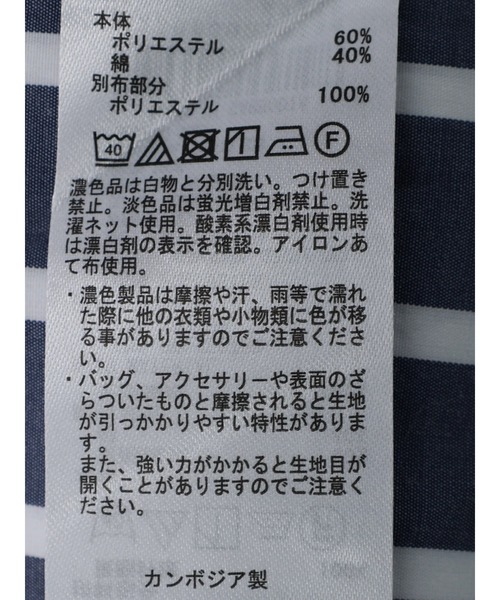 本体
ポリエステル 60%
綿 40%
別布部分
ポリエステル 100%
40 F
濃色品は白物と分別洗い。つけ置き
禁止。淡色品は蛍光増白剤禁止。洗
濯ネット使用。酸素系漂白剤使用時
は漂白剤の表示を確認。アイロンあ
て布使用。
・濃色製品は摩擦や汗、雨等で濡れ
た際に他の衣類や小物類に色が移
る事がありますのでご注意くださ
い。
・バッグ、アクセサリーや表面のざ
らついたものと摩擦されると生地
が引っかかりやすい特性がありま
す。
また、強い力がかかると生地目が
開くことがありますのでご注意く
ださい。
カンボジア製